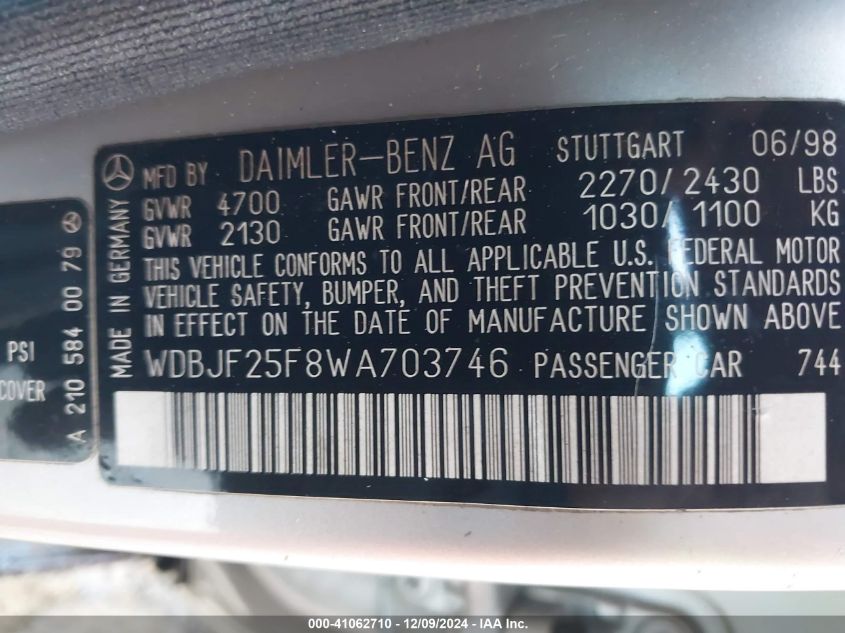 MFD BY DAIMLER-BENZ AG STUTTGART 06/98
GVWR 4700 GAWR FRONT/REAR 2270/2430 LBS
GVWR 2130 GAWR FRONT/REAR 1030/1100 KG
THIS VEHICLE CONFORMS TO ALL APPLICABLE U.S. FEDERAL MOTOR
VEHICLE SAFETY, BUMPER, AND THEFT PREVENTION STANDARDS
IN EFFECT ON THE DATE OF MANUFACTURE SHOWN ABOVE
WDBJF25F8WA703746 PASSENGER CAR 744
MADE IN GERMANY
A 210 584 00 79
PSI
COVER
000-41062710 | 12/09/2024 - IAA Inc.